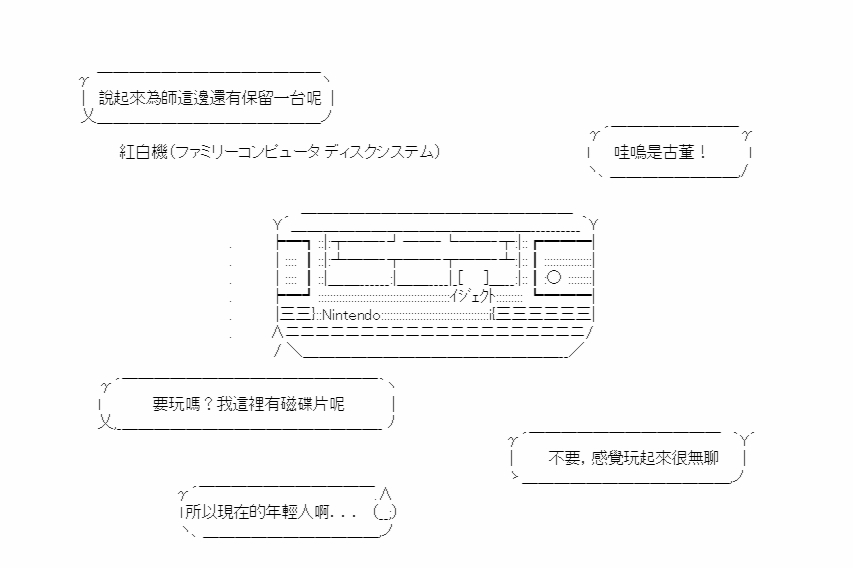 說起來為師這邊還有保留一台呢
哇嗚是古董！
紅白機(ファミリーコンピュータ ディスクシステム)
イジェクト
Nintendo
要玩嗎？我這裡有磁碟片呢
不要，感覺玩起來很無聊
所以現在的年輕人啊．．． (__;)